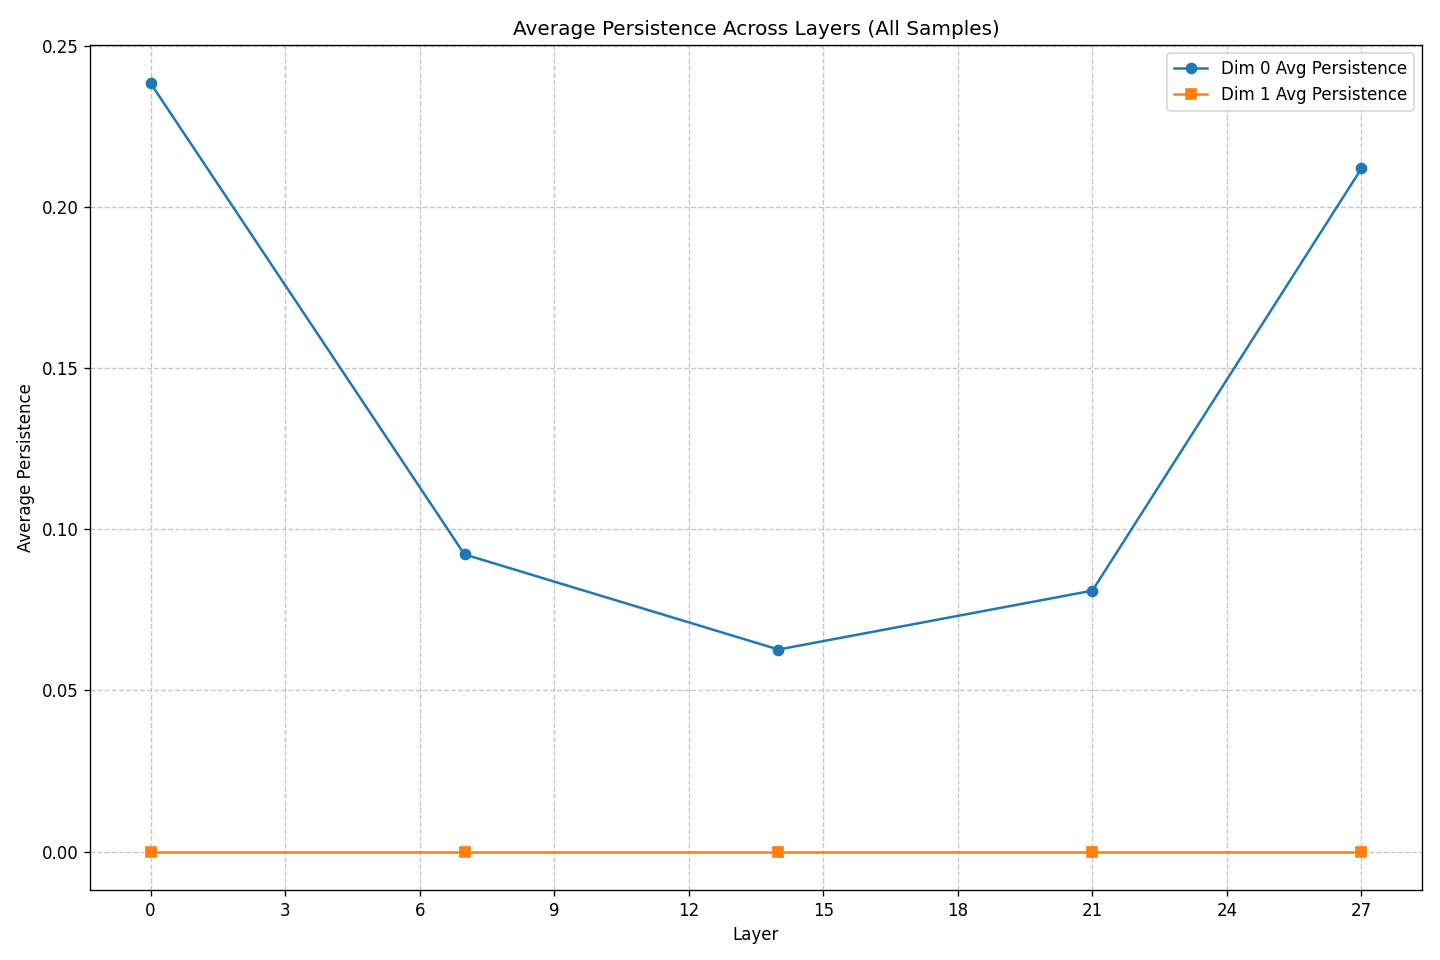 Average Persistence Across Layers (All Samples)
Dim 0 Avg Persistence
Dim 1 Avg Persistence
Average Persistence
0.25
0.20
0.15
0.10
0.05
0.00
0 3 6 9 12 15 18 21 24 27
Layer